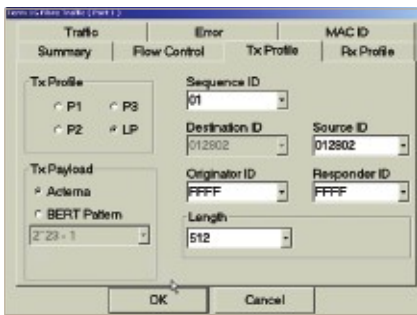 Traffic Error MAC ID
Summary Flow Control Tx Profile Rx Profile
Tx Profile
P1 P3
P2 LP
Tx Payload
Acterna
BERT Pattern
2^23 - 1
Sequence ID
01
Destination ID Source ID
012802 012802
Originator ID Responder ID
FFFF FFFF
Length
512
OK Cancel